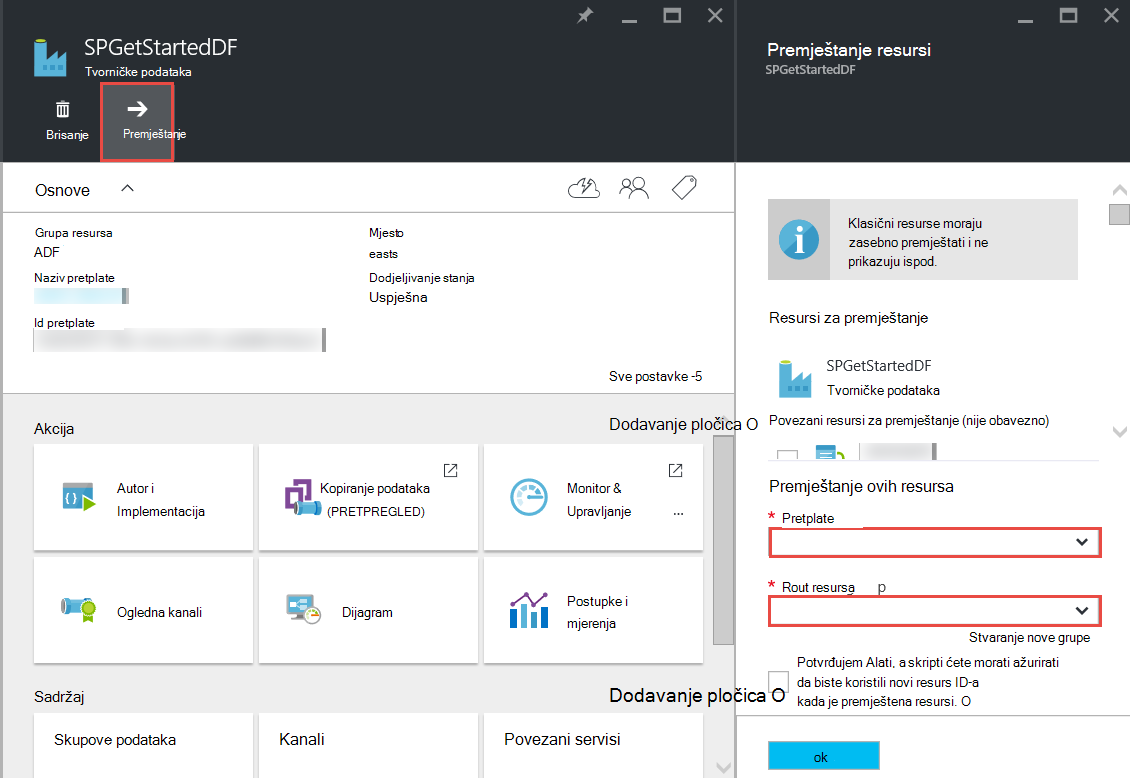 SPGetStartedDF
Tvorničke podataka
Brisanje
Premještanje
Osnove
Grupa resursa
ADF
Naziv pretplate
Id pretplate
Mjesto
easts
Dodjeljivanje stanja
Uspješna
Sve postavke -5
Akcija
Dodavanje pločica O
Autor i
Implementacija
Kopiranje podataka
(PRETPREGLED)
Monitor &
Upravljanje
...
Ogledna kanali
Dijagram
Postupke i
mjerenja
Sadržaj
Dodavanje pločica O
Skupove podataka
Kanali
Povezani servisi
Premještanje resursi
SPGetStartedDF
Klasični resurse moraju
zasebno premještati i ne
prikazuju ispod.
Resursi za premještanje
SPGetStartedDF
Tvorničke podataka
Povezani resursi za premještanje (nije obavezno)
Premještanje ovih resursa
* Pretplate
* Rout resursa p
Stvaranje nove grupe
Potvrđujem Alati, a skripti ćete morati ažurirati
da biste koristili novi resurs ID-a
kada je premještena resursi. O
ok